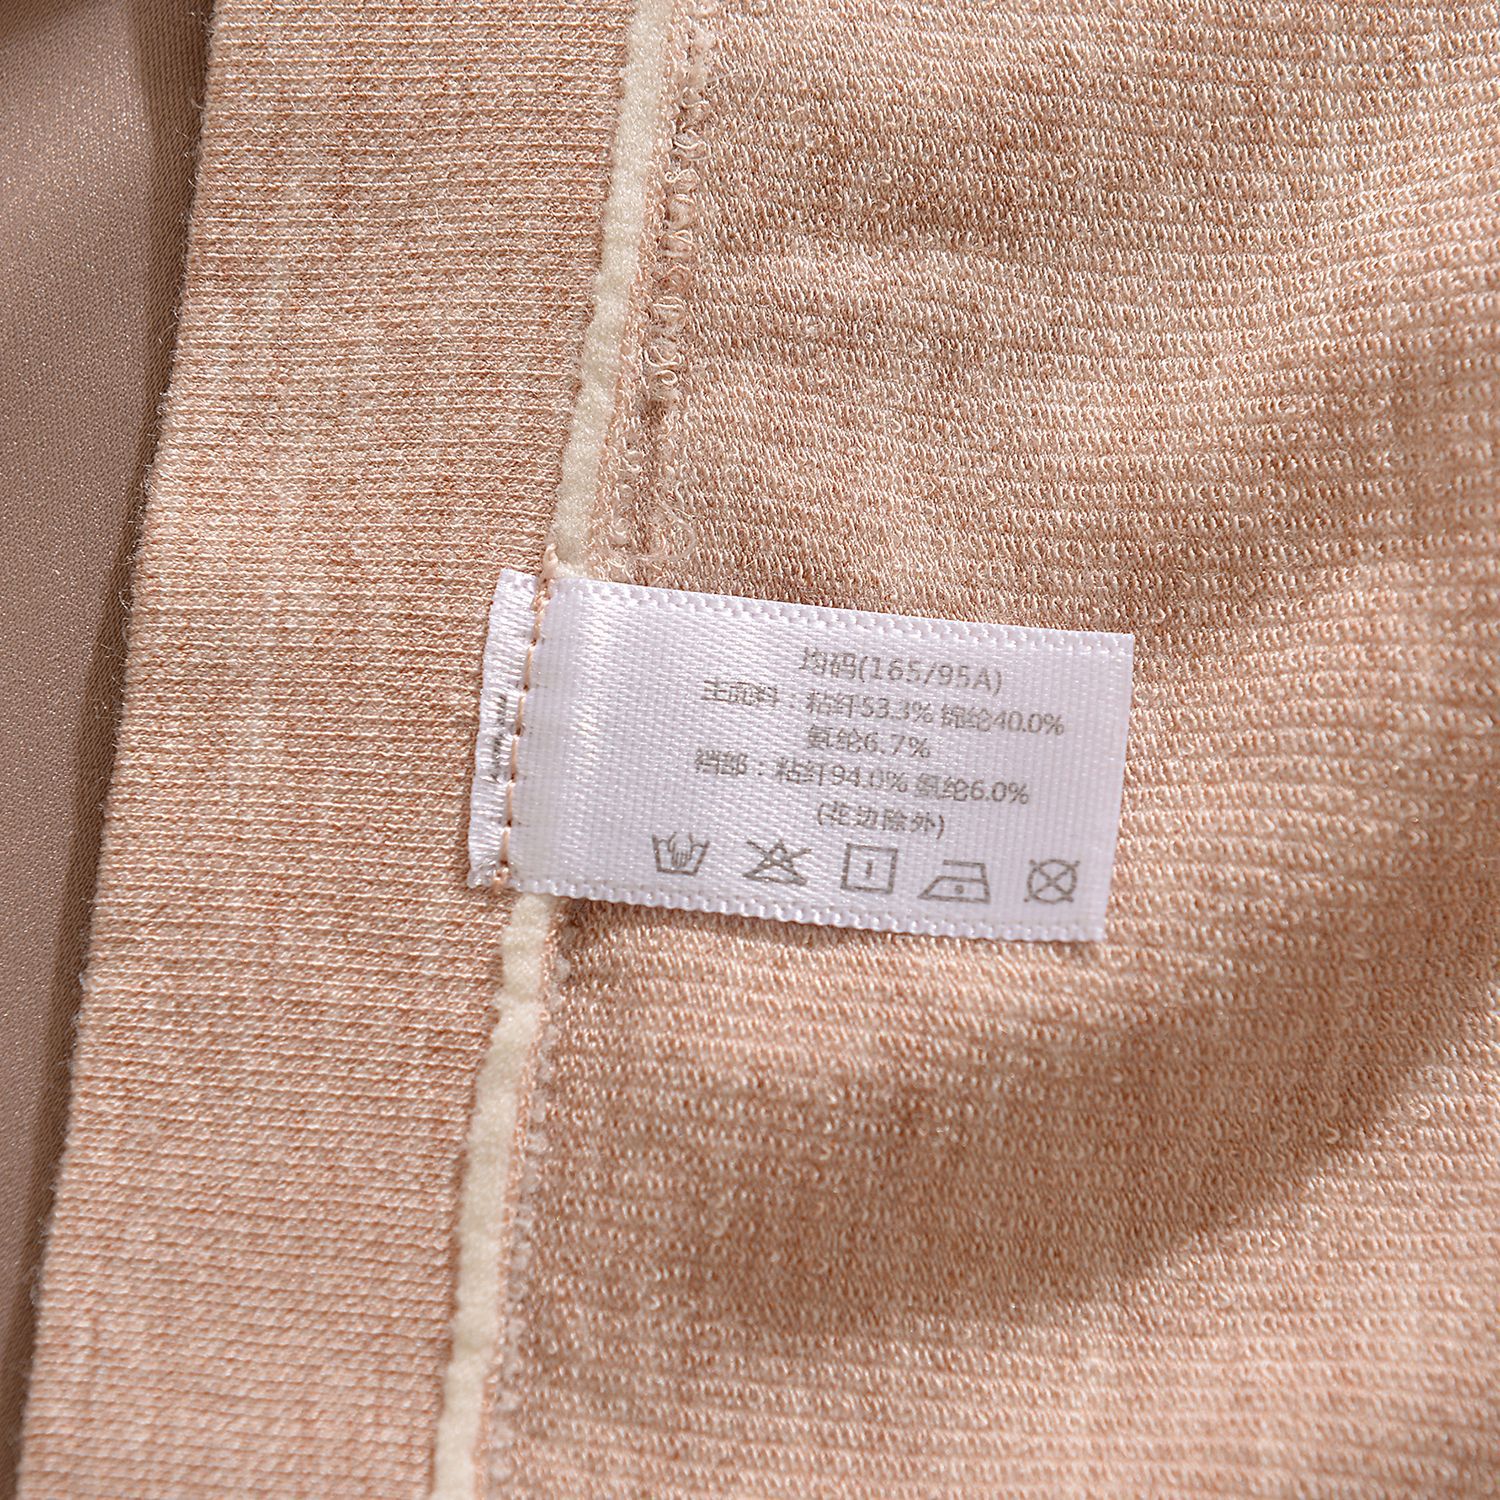 均码(165/95A)
主面料：粘纤53.3% 锦纶40.0%
氨纶6.7%
裆部：粘纤94.0% 氨纶6.0%
(花边除外)